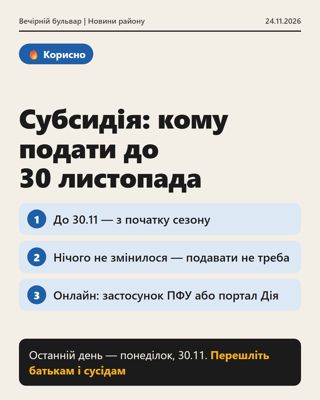 Вечірній бульвар | Новини району 24.11.2026
🔥 Корисно
Субсидія: кому
подати до
30 листопада
1 До 30.11 — з початку сезону
2 Нічого не змінилося — подавати не треба
3 Онлайн: застосунок ПФУ або портал Дія
Останній день — понеділок, 30.11. Перешліть
батькам і сусідам